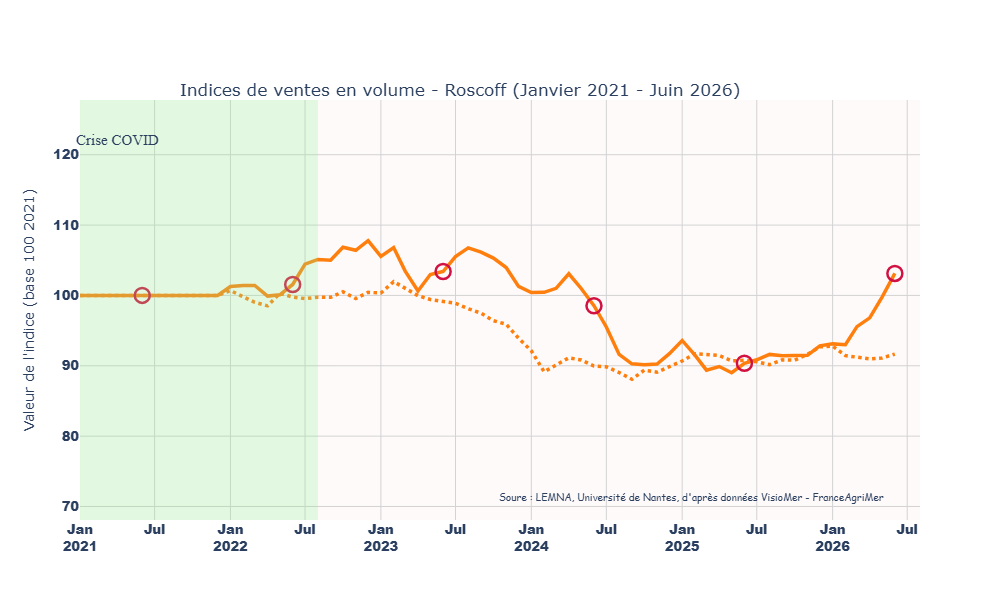 Indices de ventes en volume - Roscoff (Janvier 2021 - Juin 2026)
Crise COVID
Valeur de l'indice (base 100 2021)
120
110
100
90
80
70
Soure : LEMNA, Université de Nantes, d'après données VisioMer - FranceAgriMer
Jan Jul Jan Jul Jan Jul Jan Jul Jan Jul Jan Jul
2021 2022 2023 2024 2025 2026